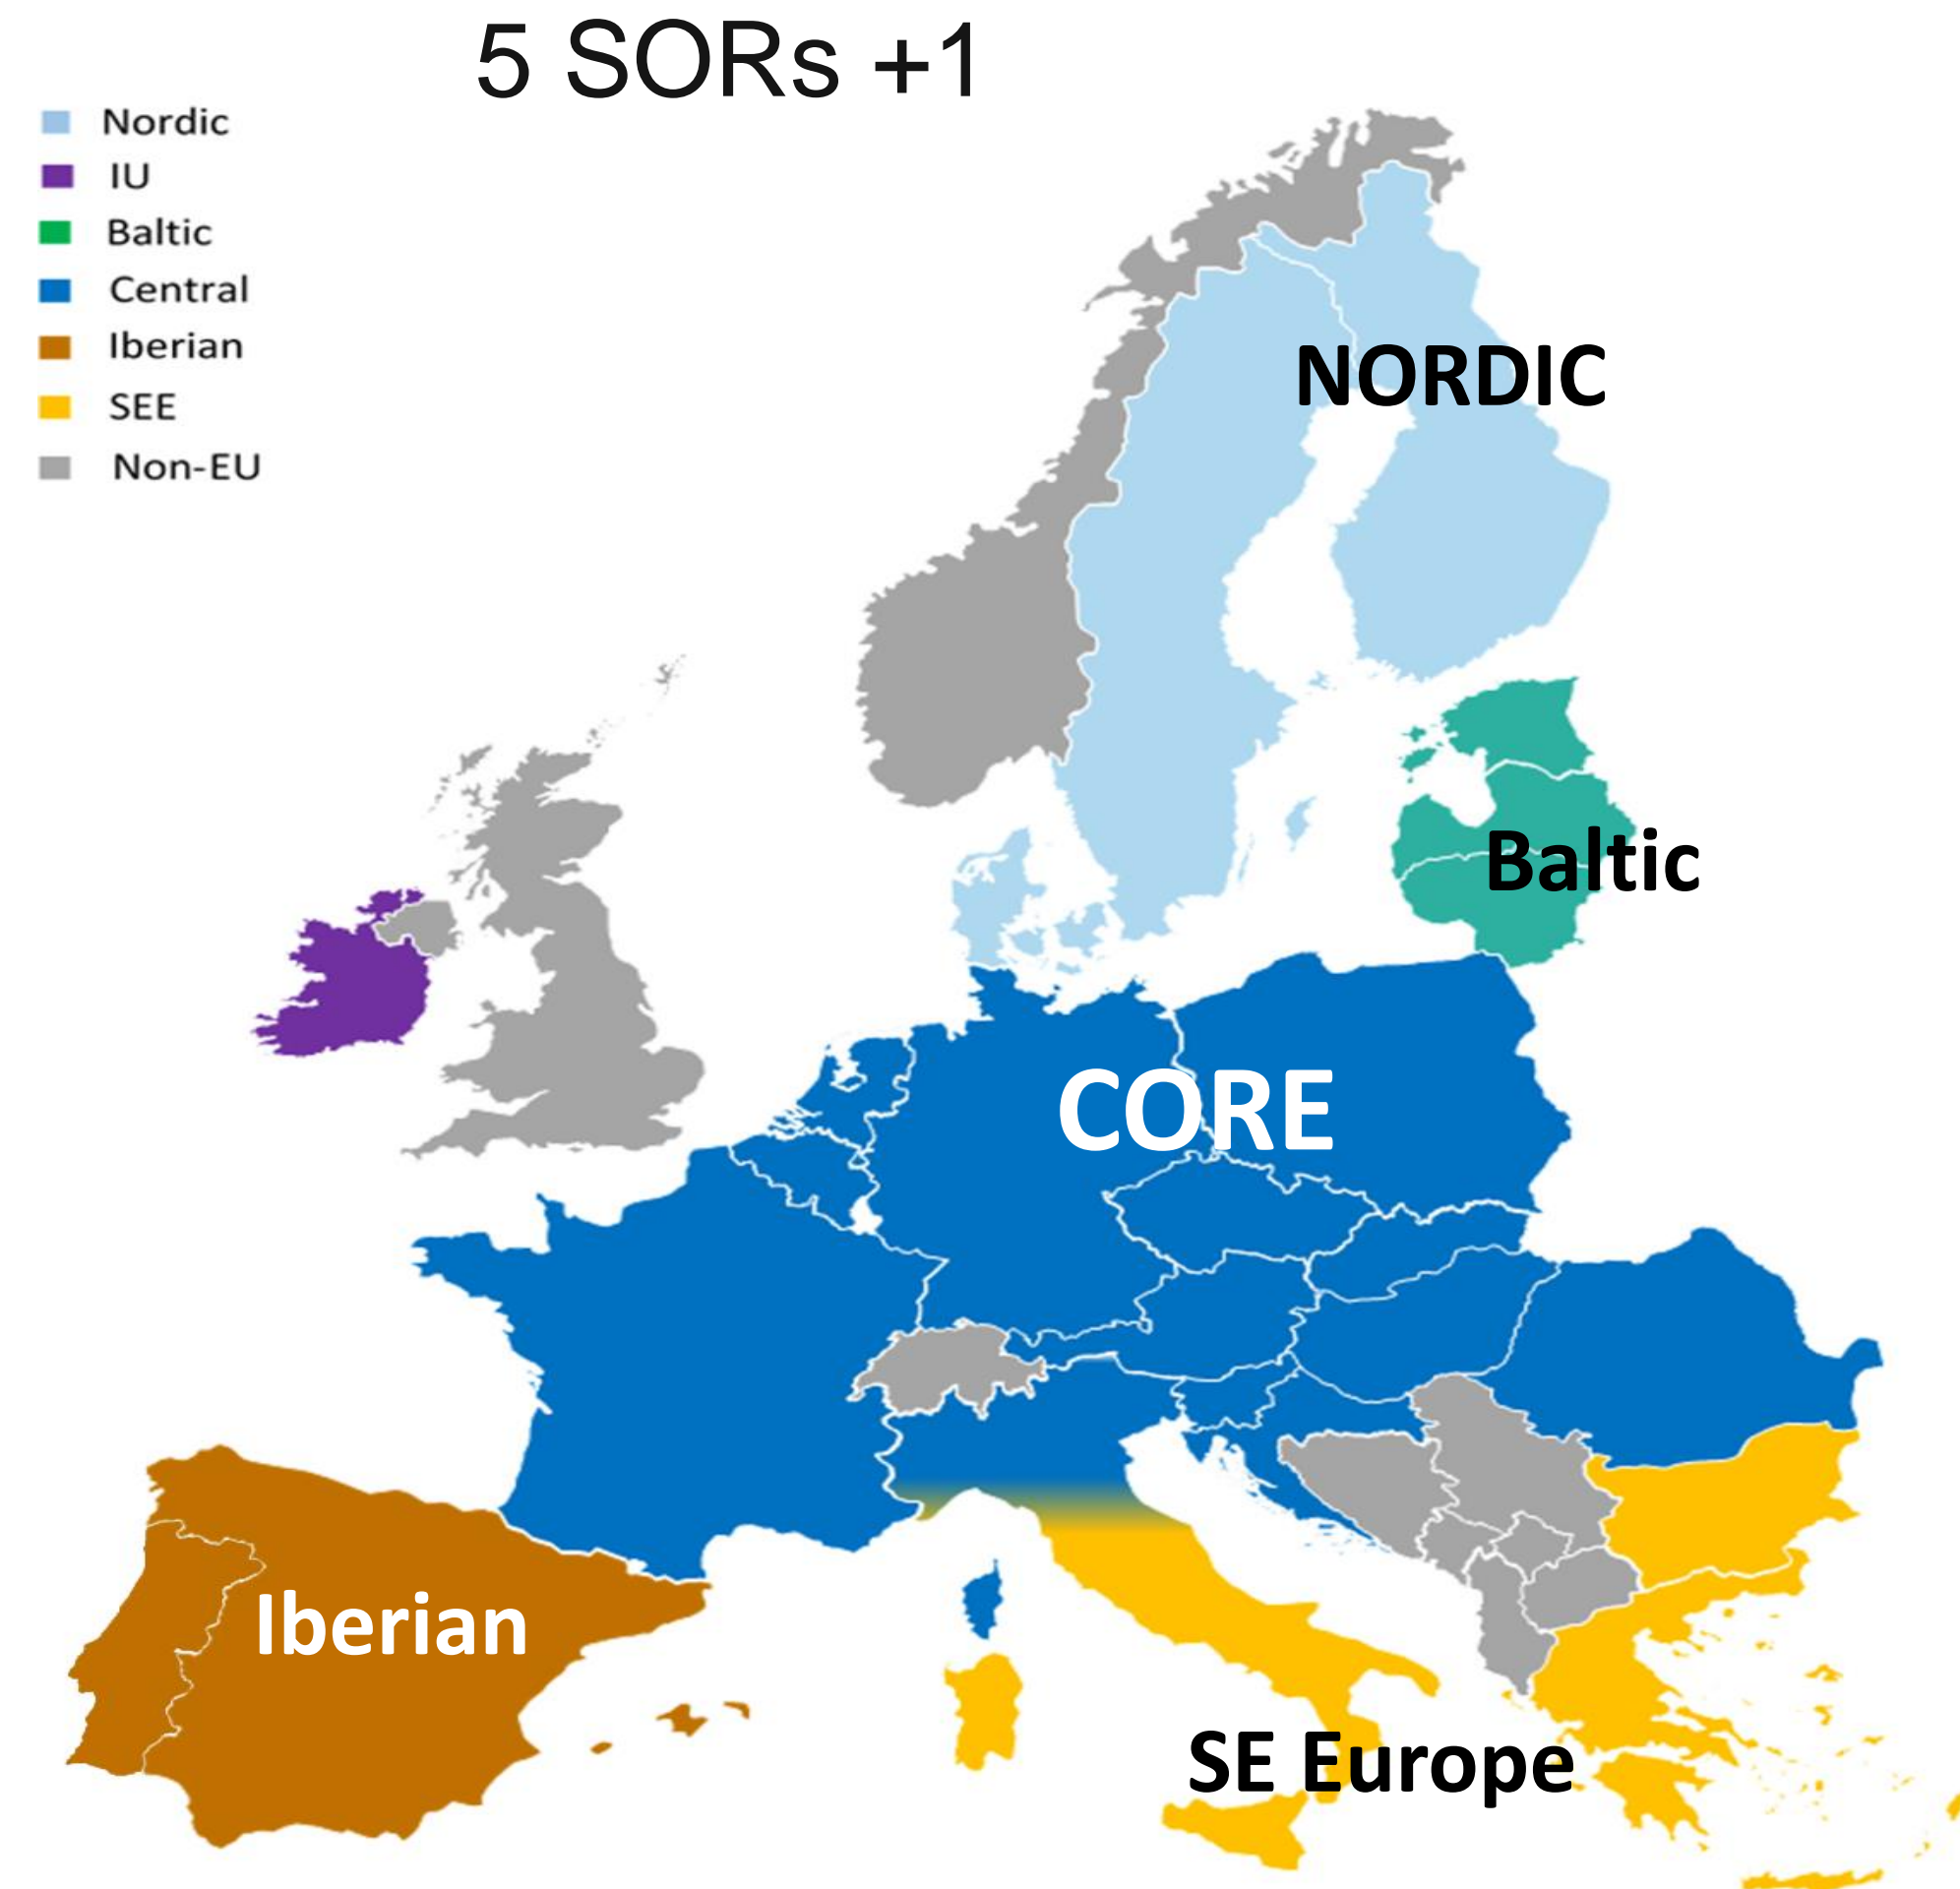 5 SORs +1
Nordic
IU
Baltic
Central
Iberian
SEE
Non-EU
NORDIC
Baltic
CORE
Iberian
SE Europe